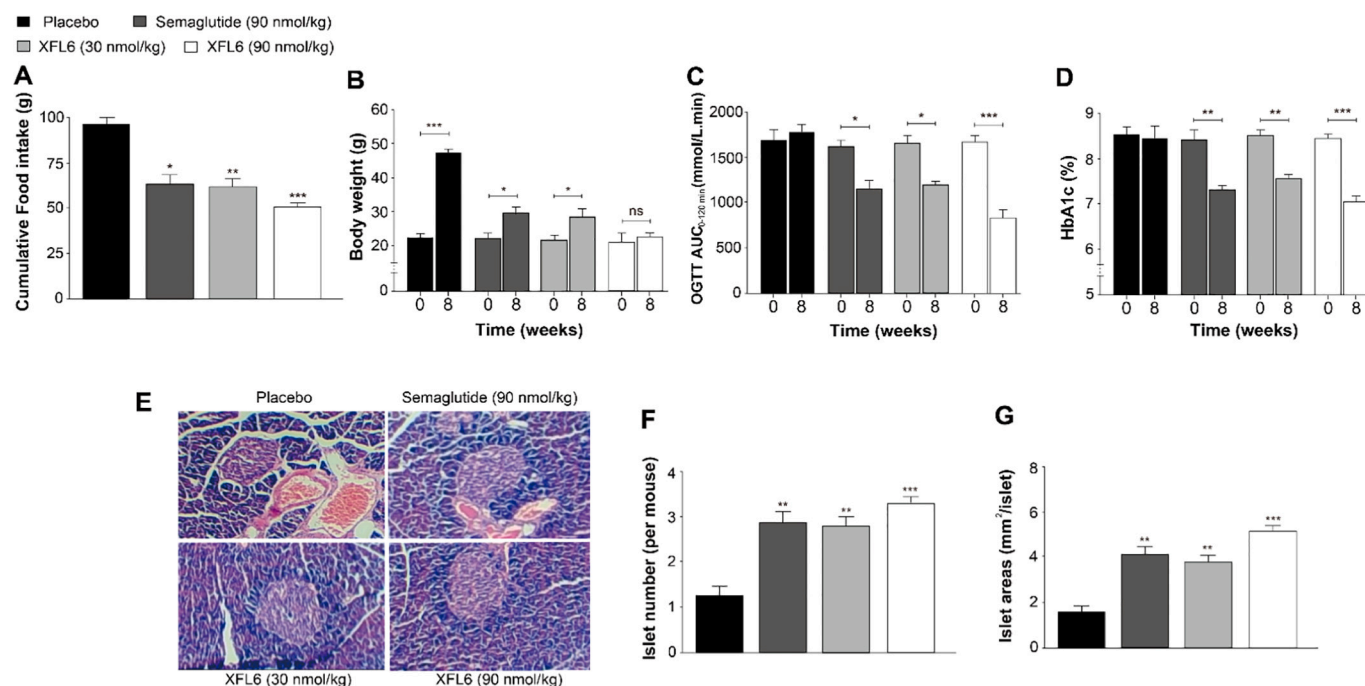 Placebo Semaglutide (90 nmol/kg)
XFL6 (30 nmol/kg) XFL6 (90 nmol/kg)
A
Cumulative Food intake (g)
100
75
50
25
0
*
**
***
B
Body weight (g)
60
50
40
30
20
0
***
*
*
ns
0 8 0 8 0 8 0 8
Time (weeks)
C
OGTT AUC0-120 min (mmol/L.min)
2000
1500
1000
500
0
*
*
***
0 8 0 8 0 8 0 8
Time (weeks)
D
HbA1c (%)
9
8
7
6
5
**
**
***
0 8 0 8 0 8 0 8
Time (weeks)
E
Placebo Semaglutide (90 nmol/kg)
XFL6 (30 nmol/kg) XFL6 (90 nmol/kg)
F
Islet number (per mouse)
4
3
2
1
0
**
**
***
G
Islet areas (mm²/islet)
8
6
4
2
0
**
**
***